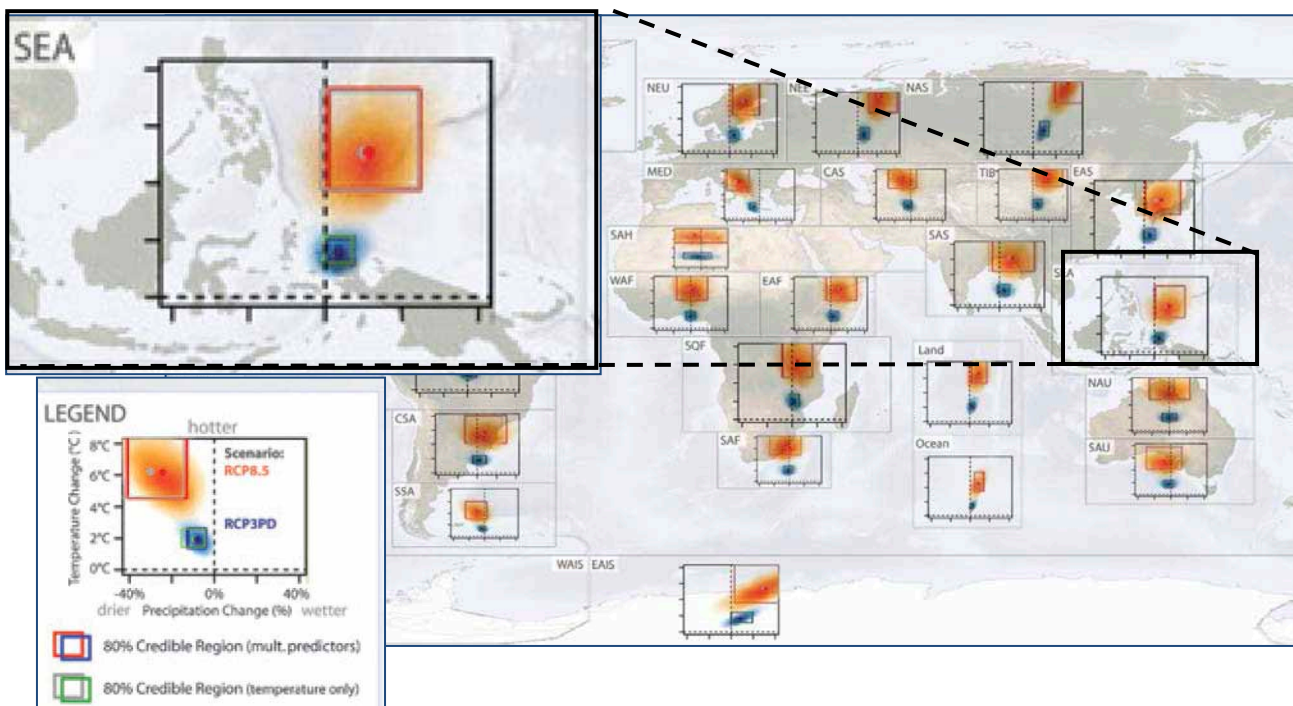 SEA
NEU
NEE
NAS
MED
CAS
TIB
EAS
SAH
SAS
WAF
EAF
SQF
Land
NAU
CSA
SAF
Ocean
SAU
SSA
WAIS EAIS
LEGEND
hotter
Temperature Change (°C)
8°C
6°C
4°C
2°C
0°C
Scenario:
RCP8.5
RCP3PD
-40% 0% 40%
drier Precipitation Change (%) wetter
80% Credible Region (mult. predictors)
80% Credible Region (temperature only)